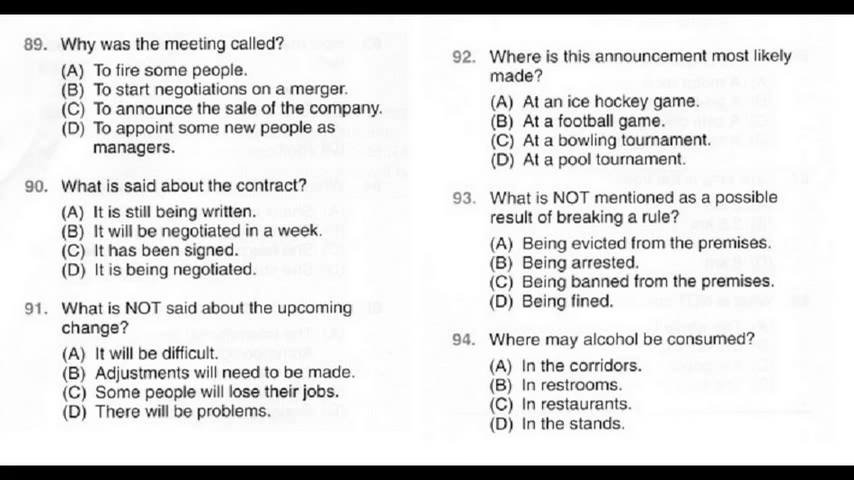 89. Why was the meeting called?
(A) To fire some people.
(B) To start negotiations on a merger.
(C) To announce the sale of the company.
(D) To appoint some new people as
managers.
90. What is said about the contract?
(A) It is still being written.
(B) It will be negotiated in a week.
(C) It has been signed.
(D) It is being negotiated.
91. What is NOT said about the upcoming
change?
(A) It will be difficult.
(B) Adjustments will need to be made.
(C) Some people will lose their jobs.
(D) There will be problems.
92. Where is this announcement most likely
made?
(A) At an ice hockey game.
(B) At a football game.
(C) At a bowling tournament.
(D) At a pool tournament.
93. What is NOT mentioned as a possible
result of breaking a rule?
(A) Being evicted from the premises.
(B) Being arrested.
(C) Being banned from the premises.
(D) Being fined.
94. Where may alcohol be consumed?
(A) In the corridors.
(B) In restrooms.
(C) In restaurants.
(D) In the stands.